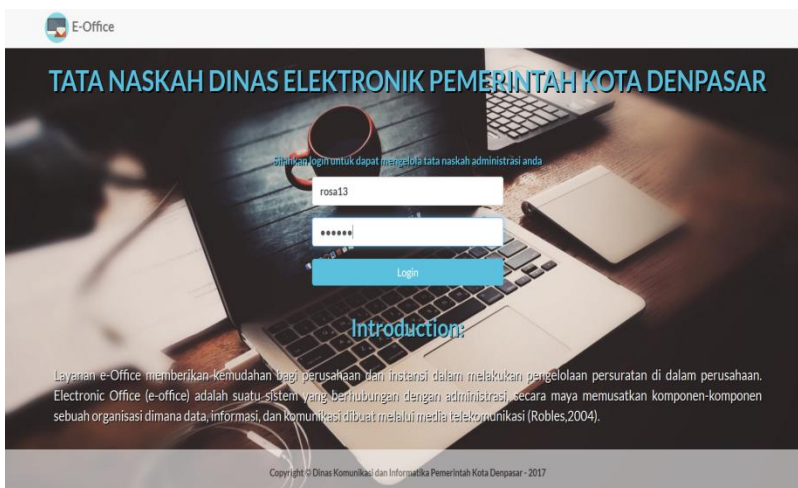 E-Office
TATA NASKAH DINAS ELEKTRONIK PEMERINTAH KOTA DENPASAR
Silahkan login untuk dapat mengelola tata naskah administrasi anda
rosa13
••••••
Login
Introduction:
Layanan e-Office memberikan kemudahan bagi perusahaan dan instansi dalam melakukan pengelolaan persuratan di dalam perusahaan.
Electronic Office (e-office) adalah suatu sistem yang berhubungan dengan administrasi, secara maya memusatkan komponen-komponen
sebuah organisasi dimana data, informasi, dan komunikasi dibuat melalui media telekomunikasi (Robles,2004).
Copyright © Dinas Komunikasi dan Informatika Pemerintah Kota Denpasar - 2017